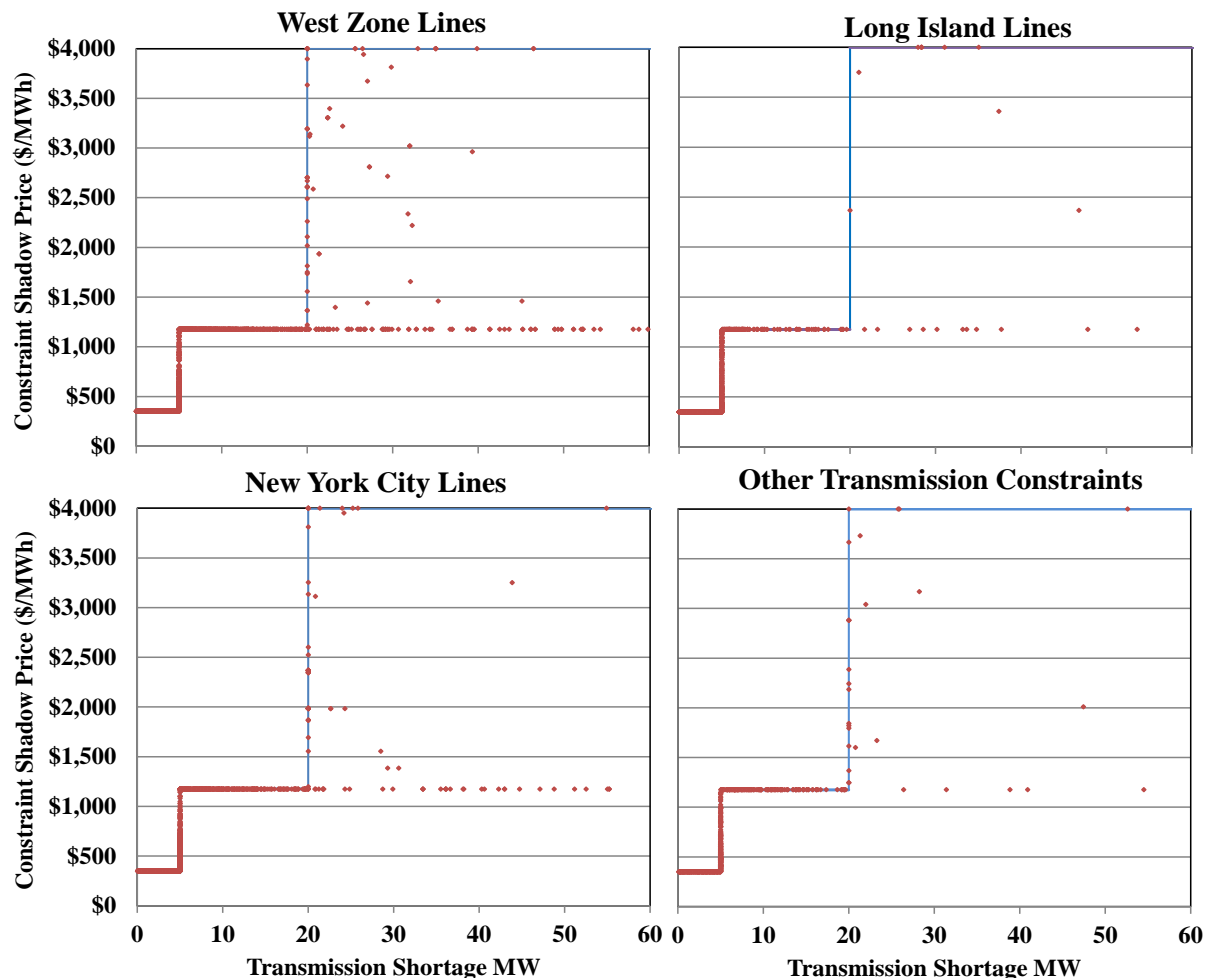 West Zone Lines
Long Island Lines
Constraint Shadow Price ($/MWh)
$4,000
$3,500
$3,000
$2,500
$2,000
$1,500
$1,000
$500
$0
New York City Lines
Other Transmission Constraints
Constraint Shadow Price ($/MWh)
$4,000
$3,500
$3,000
$2,500
$2,000
$1,500
$1,000
$500
$0
0 10 20 30 40 50 60
0 10 20 30 40 50 60
Transmission Shortage MW
Transmission Shortage MW